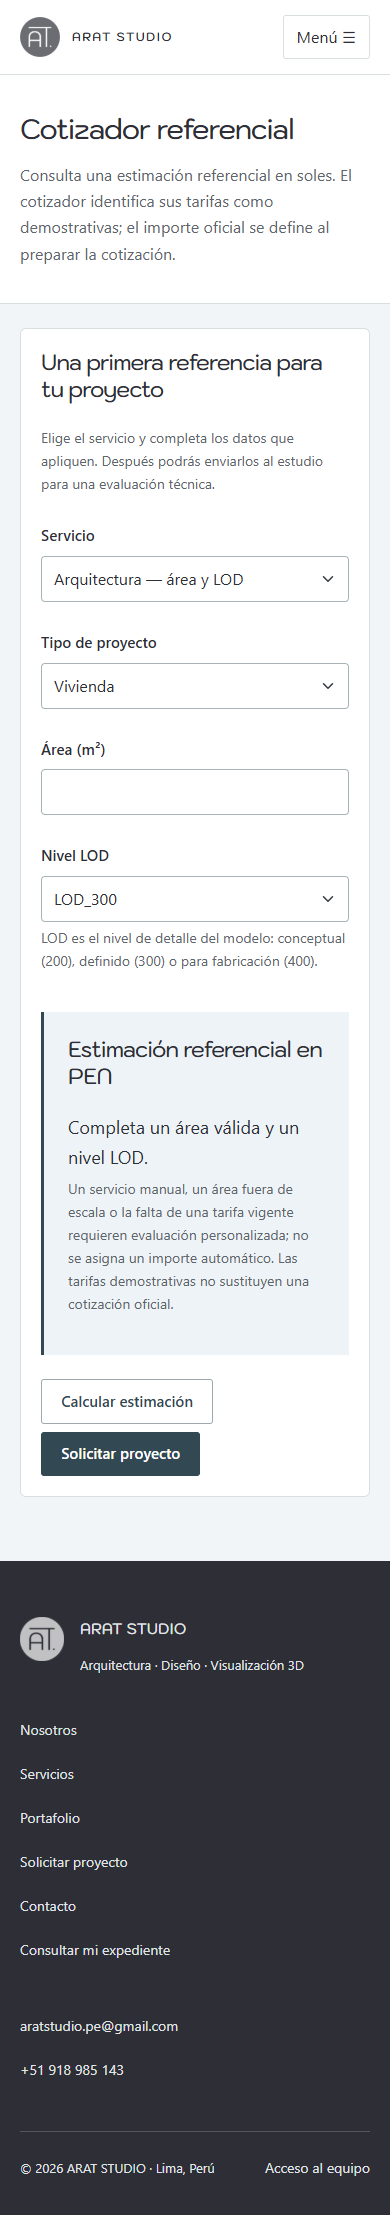 AT.
ARAT STUDIO
Menú ☰
Cotizador referencial
Consulta una estimación referencial en soles. El
cotizador identifica sus tarifas como
demostrativas; el importe oficial se define al
preparar la cotización.
Una primera referencia para
tu proyecto
Elige el servicio y completa los datos que
apliquen. Después podrás enviarlos al estudio
para una evaluación técnica.
Servicio
Arquitectura — área y LOD
Tipo de proyecto
Vivienda
Área (m²)
Nivel LOD
LOD_300
LOD es el nivel de detalle del modelo: conceptual
(200), definido (300) o para fabricación (400).
Estimación referencial en
PEN
Completa un área válida y un
nivel LOD.
Un servicio manual, un área fuera de
escala o la falta de una tarifa vigente
requieren evaluación personalizada; no
se asigna un importe automático. Las
tarifas demostrativas no sustituyen una
cotización oficial.
Calcular estimación
Solicitar proyecto
AT.
ARAT STUDIO
Arquitectura · Diseño · Visualización 3D
Nosotros
Servicios
Portafolio
Solicitar proyecto
Contacto
Consultar mi expediente
aratstudio.pe@gmail.com
+51 918 985 143
© 2026 ARAT STUDIO · Lima, Perú
Acceso al equipo